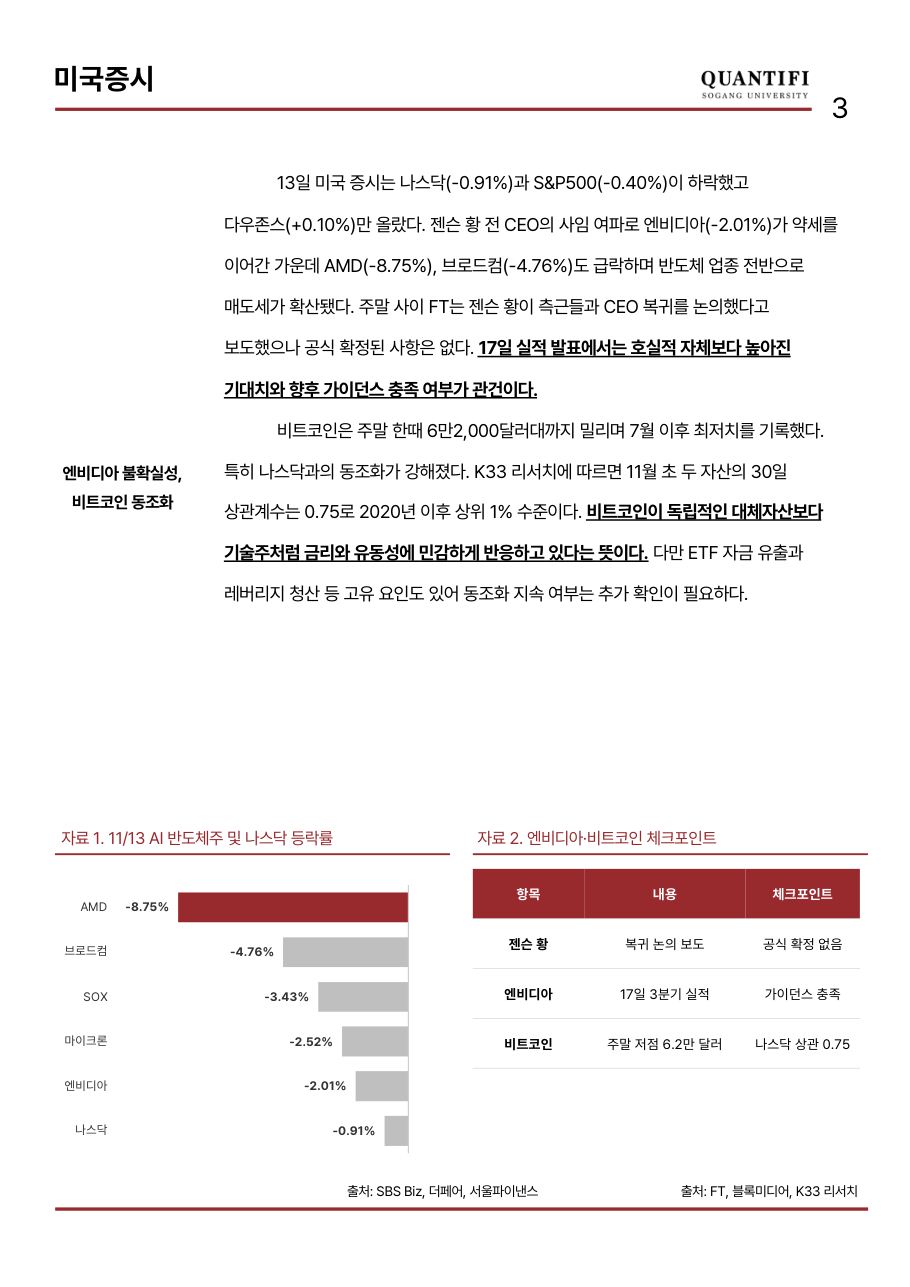 미국증시
QUANTIFI
SOGANG UNIVERSITY
3
13일 미국 증시는 나스닥(-0.91%)과 S&P500(-0.40%)이 하락했고
다우존스(+0.10%)만 올랐다. 젠슨 황 전 CEO의 사임 여파로 엔비디아(-2.01%)가 약세를
이어간 가운데 AMD(-8.75%), 브로드컴(-4.76%)도 급락하며 반도체 업종 전반으로
매도세가 확산됐다. 주말 사이 FT는 젠슨 황이 측근들과 CEO 복귀를 논의했다고
보도했으나 공식 확정된 사항은 없다. 17일 실적 발표에서는 호실적 자체보다 높아진
기대치와 향후 가이던스 충족 여부가 관건이다.
비트코인은 주말 한때 6만2,000달러대까지 밀리며 7월 이후 최저치를 기록했다.
엔비디아 불확실성,
비트코인 동조화
특히 나스닥과의 동조화가 강해졌다. K33 리서치에 따르면 11월 초 두 자산의 30일
상관계수는 0.75로 2020년 이후 상위 1% 수준이다. 비트코인이 독립적인 대체자산보다
기술주처럼 금리와 유동성에 민감하게 반응하고 있다는 뜻이다. 다만 ETF 자금 유출과
레버리지 청산 등 고유 요인도 있어 동조화 지속 여부는 추가 확인이 필요하다.
자료 1. 11/13 AI 반도체주 및 나스닥 등락률
AMD -8.75%
브로드컴 -4.76%
SOX -3.43%
마이크론 -2.52%
엔비디아 -2.01%
나스닥 -0.91%
출처: SBS Biz, 더페어, 서울파이낸스
자료 2. 엔비디아·비트코인 체크포인트
항목 내용 체크포인트
젠슨 황 복귀 논의 보도 공식 확정 없음
엔비디아 17일 3분기 실적 가이던스 충족
비트코인 주말 저점 6.2만 달러 나스닥 상관 0.75
출처: FT, 블록미디어, K33 리서치